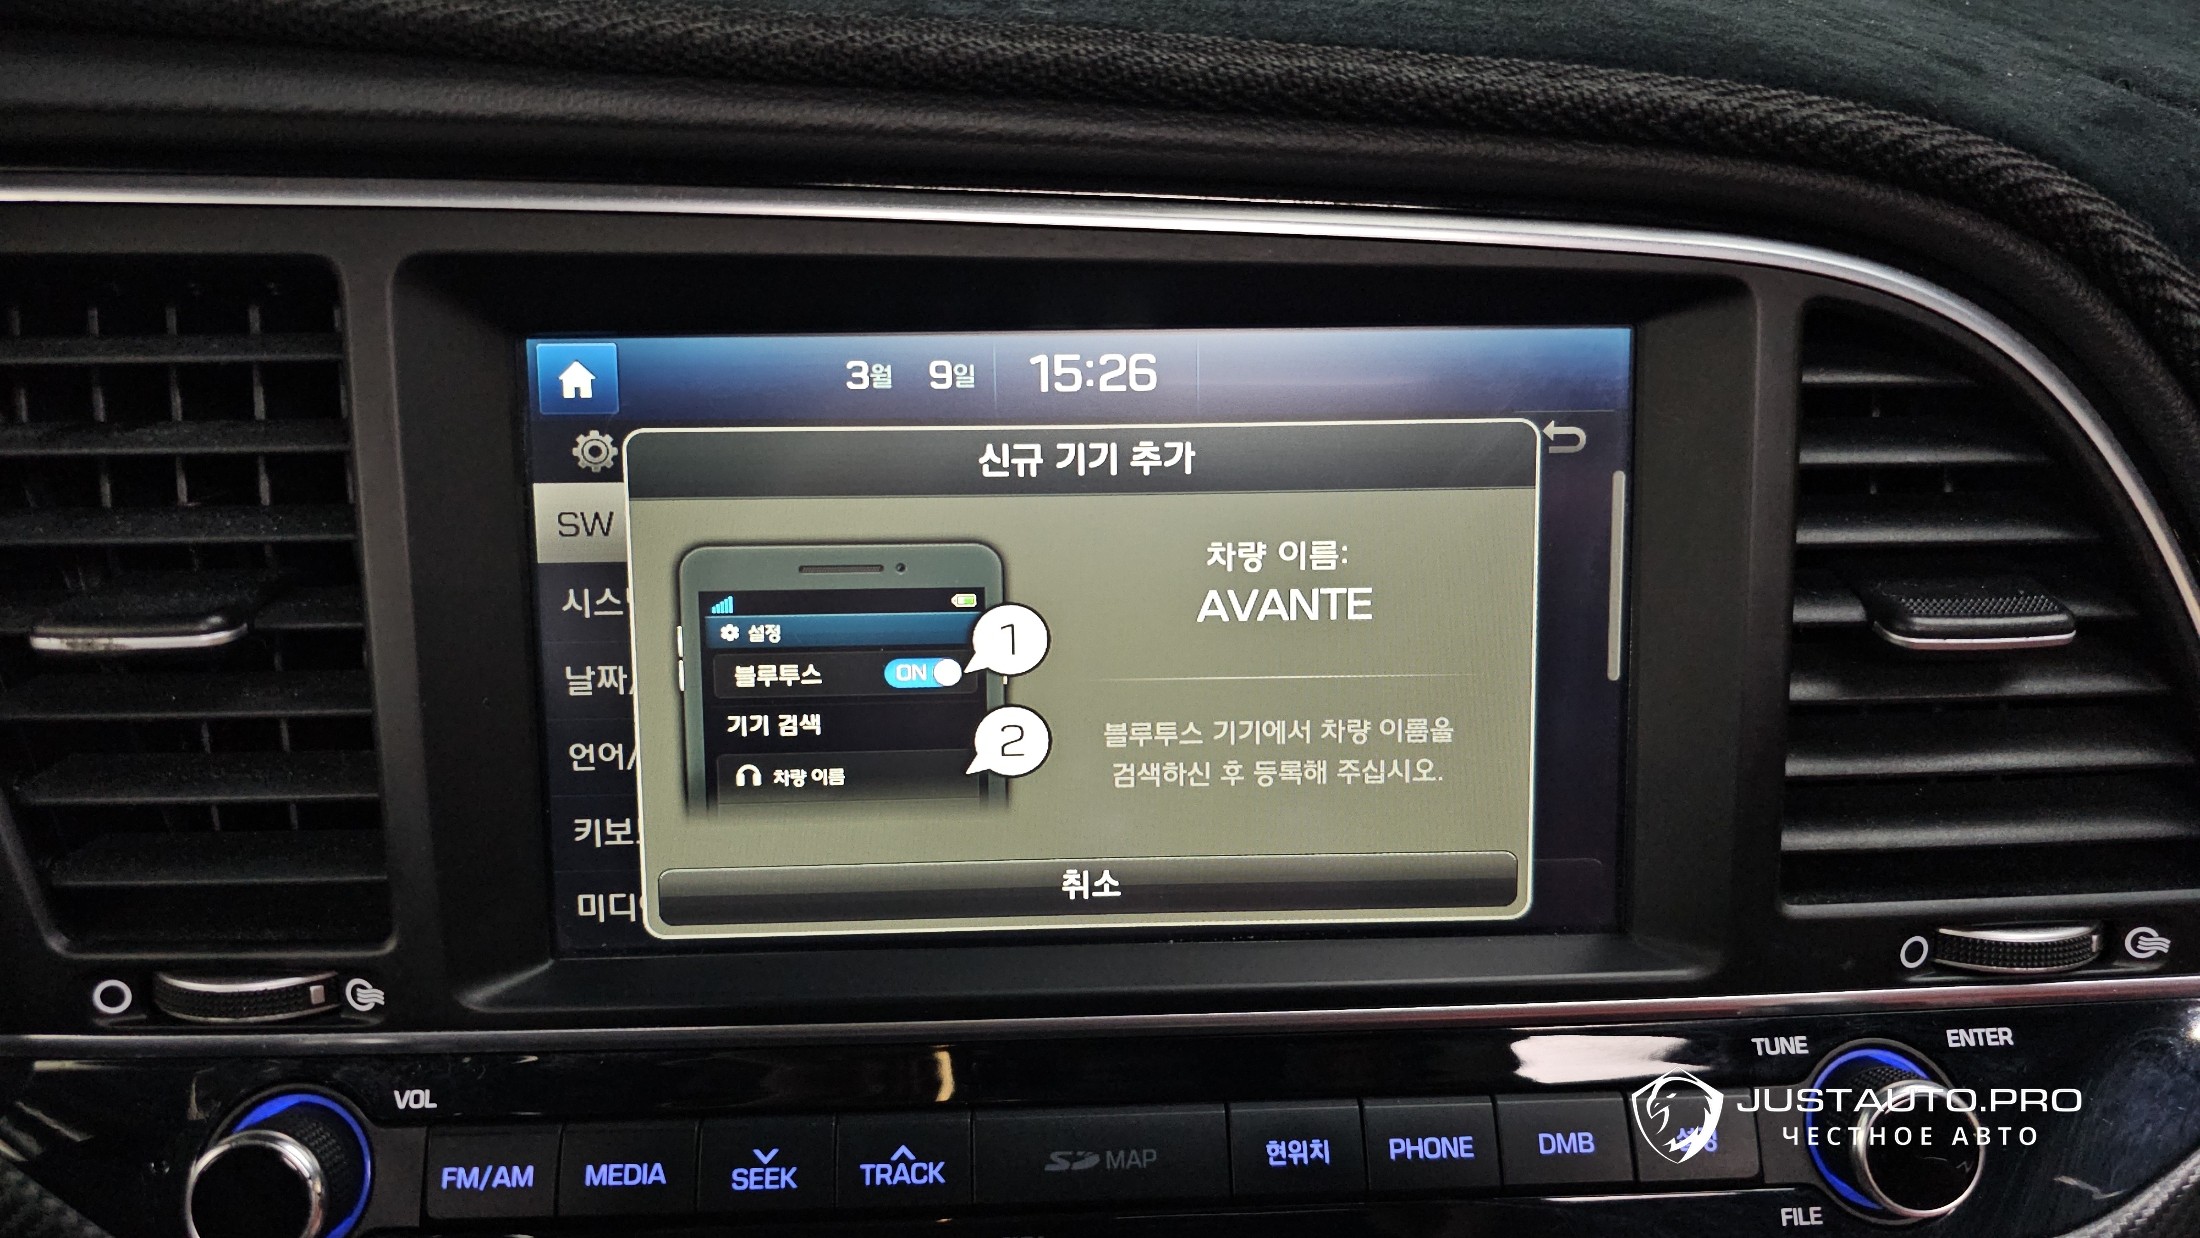 3월 9일 15:26
신규 기기 추가
SW
시스
날짜/
언어/
키보
미디
설정
블루투스 ON
1
기기 검색
2
차량 이름
차량 이름:
AVANTE
블루투스 기기에서 차량 이름을
검색하신 후 등록해 주십시오.
취소
VOL
TUNE
ENTER
FM/AM
MEDIA
SEEK
TRACK
SD MAP
현위치
PHONE
DMB
FILE
JUSTAUTO.PRO
ЧЕСТНОЕ АВТО